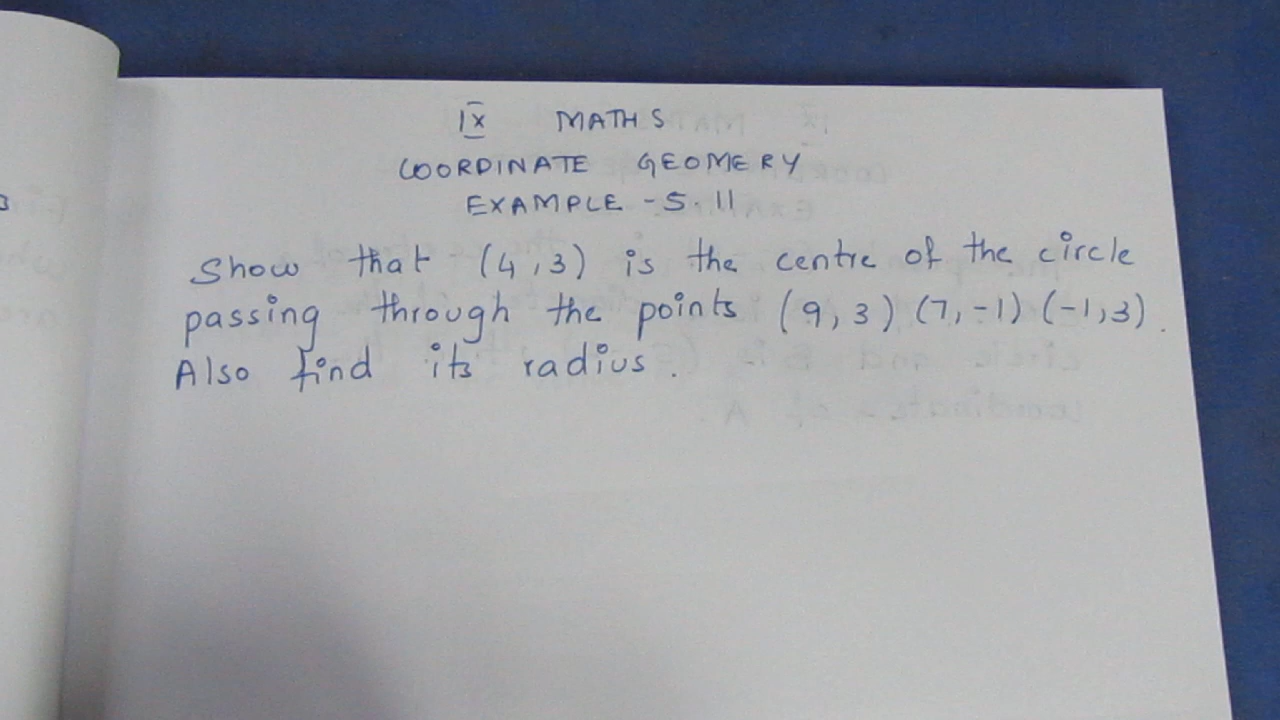 IX MATHS
COORDINATE GEOMERY
EXAMPLE - 5.11
Show that (4,3) is the centre of the circle
passing through the points (9,3) (7,-1) (-1,3).
Also find its radius.